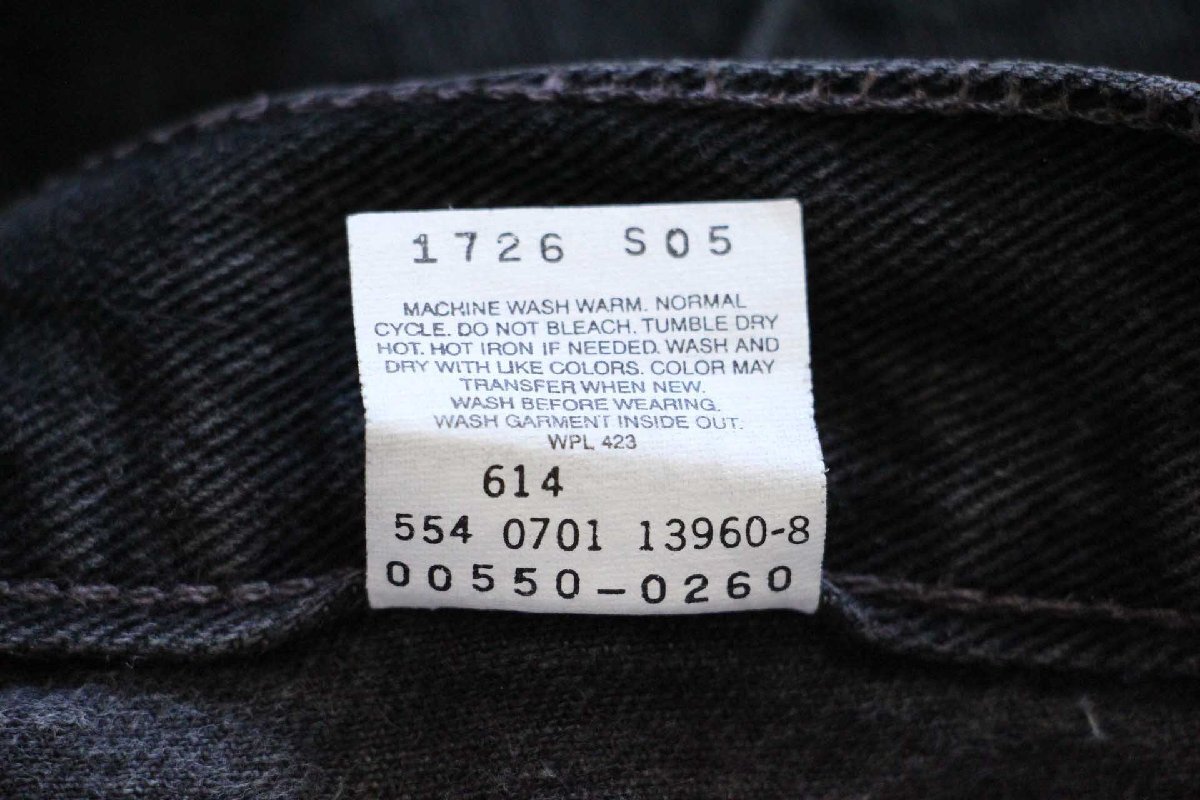 1726 S05
MACHINE WASH WARM. NORMAL
CYCLE. DO NOT BLEACH. TUMBLE DRY
HOT. HOT IRON IF NEEDED. WASH AND
DRY WITH LIKE COLORS. COLOR MAY
TRANSFER WHEN NEW.
WASH BEFORE WEARING.
WASH GARMENT INSIDE OUT.
WPL 423
614
554 0701 13960-8
00550-0260